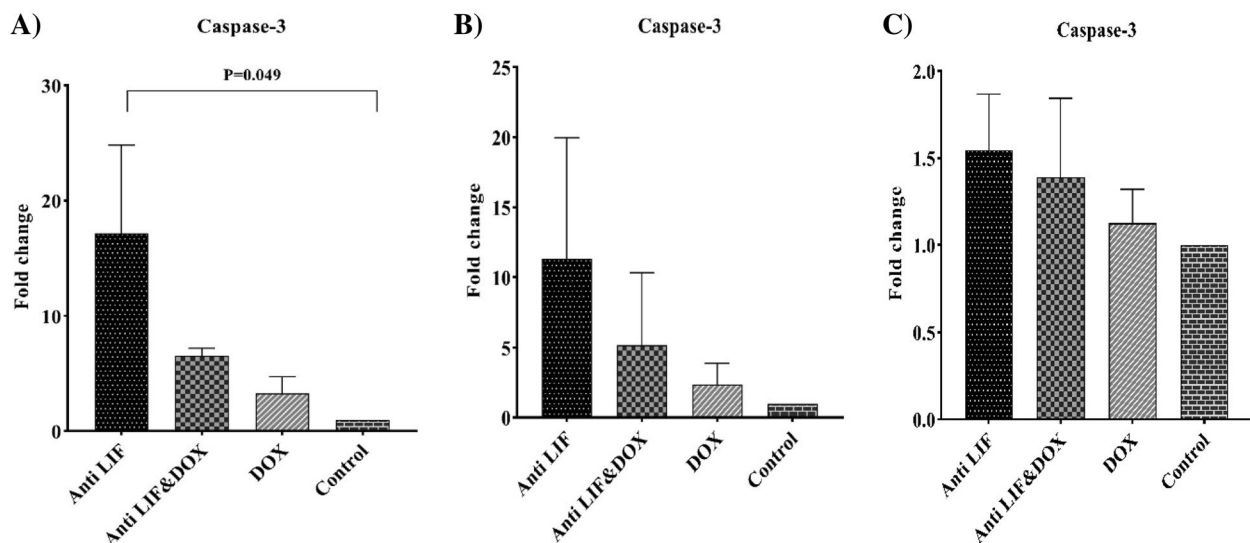 A)
Caspase-3
P=0.049
Fold change
30
20
10
0
Anti LIF
Anti LIF&DOX
DOX
Control
B)
Caspase-3
Fold change
25
20
15
10
5
0
Anti LIF
Anti LIF&DOX
DOX
Control
C)
Caspase-3
Fold change
2.0
1.5
1.0
0.5
0.0
Anti LIF
Anti LIF&DOX
DOX
Control